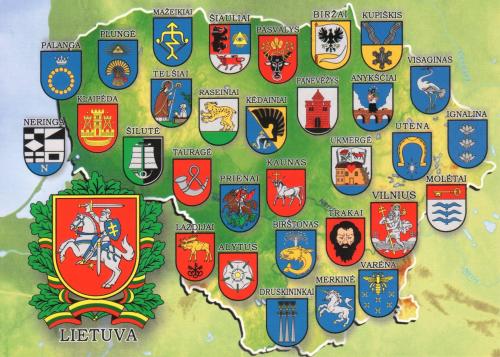 MAŽEIKIAI
ŠIAULIAI
PASVALYS
BIRŽAI
KUPIŠKIS
PALANGA
PLUNGĖ
VISAGINAS
TELŠIAI
RASEINIAI
KĖDAINIAI
PANEVĖŽYS
ANYKŠČIAI
KLAIPĖDA
NERINGA
N
ŠILUTĖ
TAURAGĖ
UKMERGĖ
UTENA
IGNALINA
PRIENAI
KAUNAS
MOLĖTAI
VILNIUS
LAZDIJAI
ALYTUS
BIRŠTONAS
TRAKAI
DRUSKININKAI
MERKINĖ
VARĖNA
LIETUVA